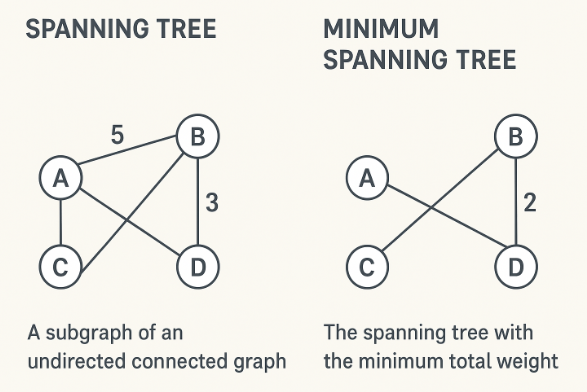 SPANNING TREE
MINIMUM
SPANNING TREE
5
B
A
3
C
D
B
A
2
C
D
A subgraph of an
undirected connected graph
The spanning tree with
the minimum total weight